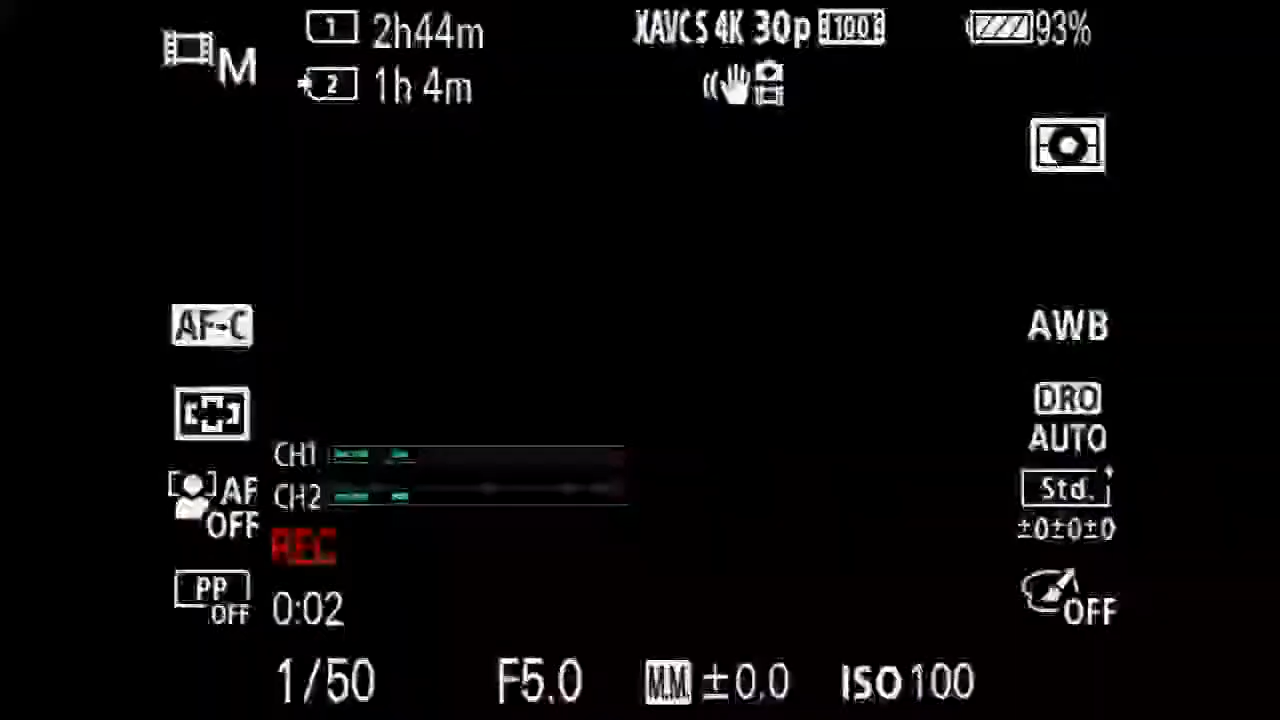 M
1 2h44m
2 1h 4m
XAVC S 4K 30p 100
93%
AF-C
AWB
DRO
AUTO
CH1
CH2
AF
OFF
Std.
±0±0±0
REC
PP
OFF
0:02
OFF
1/50 F5.0 M.M. ±0.0 ISO 100